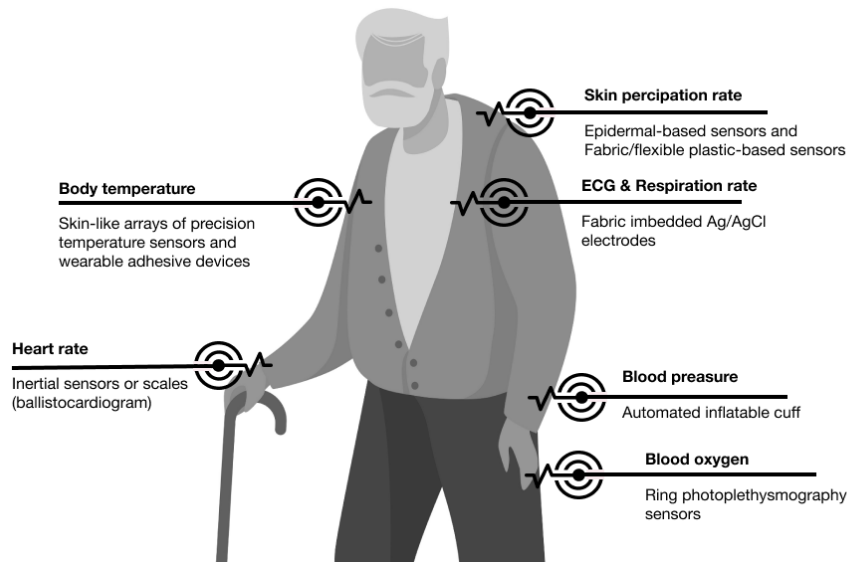 Skin percipation rate
Epidermal-based sensors and
Fabric/flexible plastic-based sensors
Body temperature
Skin-like arrays of precision
temperature sensors and
wearable adhesive devices
ECG & Respiration rate
Fabric imbedded Ag/AgCl
electrodes
Heart rate
Inertial sensors or scales
(ballistocardiogram)
Blood preasure
Automated inflatable cuff
Blood oxygen
Ring photoplethysmography
sensors